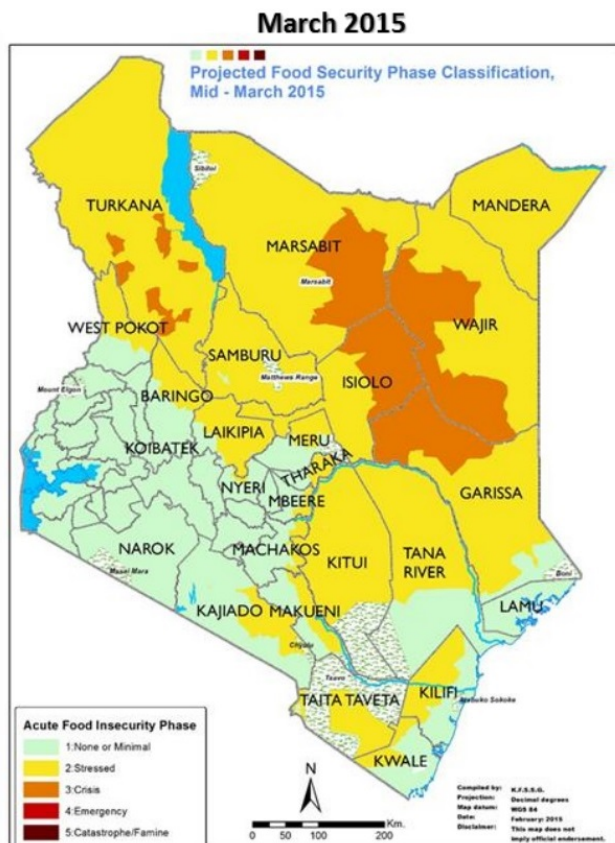 March 2015
Projected Food Security Phase Classification,
Mid - March 2015
Sibiloi
TURKANA
MANDERA
MARSABIT
Marsabit
WEST POKOT
WAJIR
SAMBURU
Matthews Range
Mount Elgon
ISIOLO
BARINGO
LAIKIPIA
MERU
KOIBATEK
THARAKA
NYERI
MBEERE
GARISSA
NAROK
Masai Mara
MACHAKOS
KITUI
TANA
RIVER
Boni
LAMU
KAJIADO
MAKUENI
Chyulu
Tsavo
TAITA TAVETA
KILIFI
Arabuko Sokoke
KWALE
Acute Food Insecurity Phase
1:None or Minimal
2:Stressed
3:Crisis
4:Emergency
5:Catastrophe/Famine
N
0 50 100 200 Km.
Compiled by: K.F.S.S.G.
Projection: Decimal degrees
Map datum: WGS 84
Date: February: 2015
Disclaimer: This map does not
imply official endorsement.